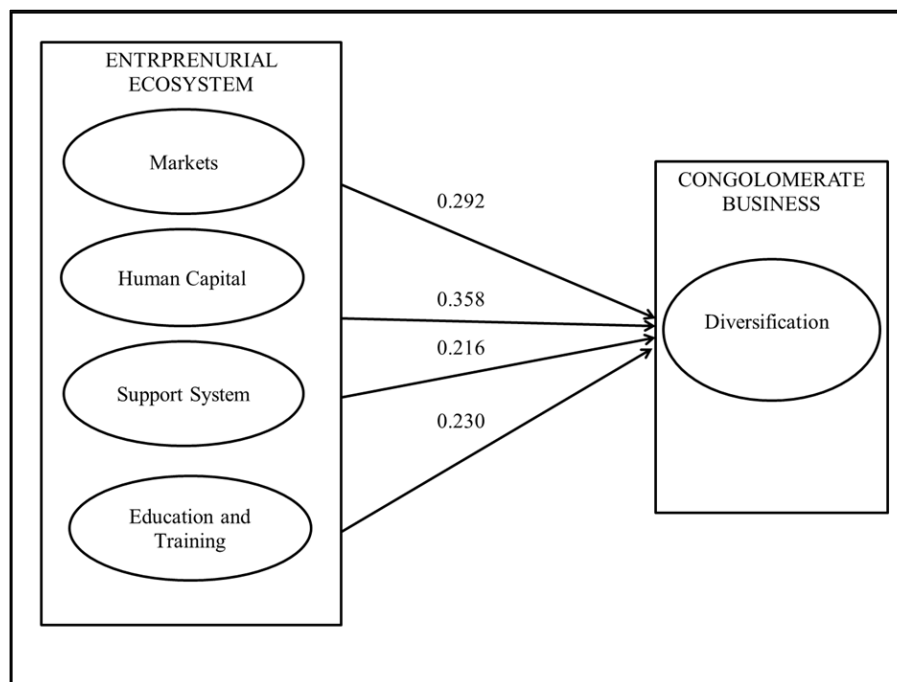 ENTRPRENURIAL
ECOSYSTEM
Markets
Human Capital
Support System
Education and
Training
0.292
0.358
0.216
0.230
CONGOLOMERATE
BUSINESS
Diversification